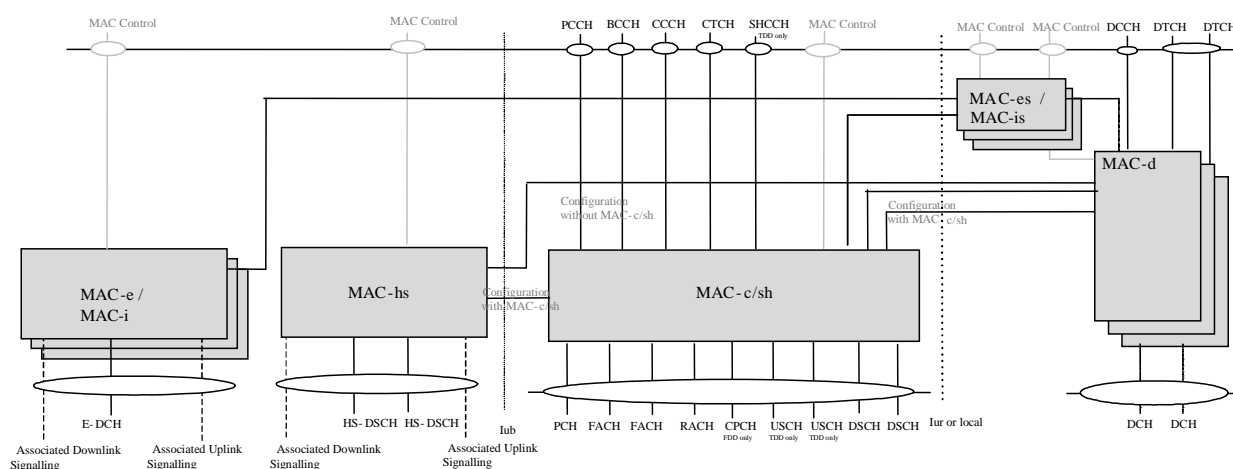 MAC Control
MAC Control
PCCH
BCCH
CCCH
CTCH
SHCCH
TDD only
MAC Control
MAC Control
MAC Control
DCCH
DTCH
DTCH
MAC-es /
MAC-is
MAC-d
Configuration
without MAC-c/sh
Configuration
with MAC-c/sh
MAC-e /
MAC-i
MAC-hs
Configuration
with MAC-c/sh
MAC-c/sh
E-DCH
HS-DSCH
HS-DSCH
Iub
PCH
FACH
FACH
RACH
CPCH
FDD only
USCH
TDD only
USCH
TDD only
DSCH
DSCH
Iur or local
DCH
DCH
Associated Downlink
Signalling
Associated Uplink
Signalling
Associated Downlink
Signalling
Associated Uplink
Signalling